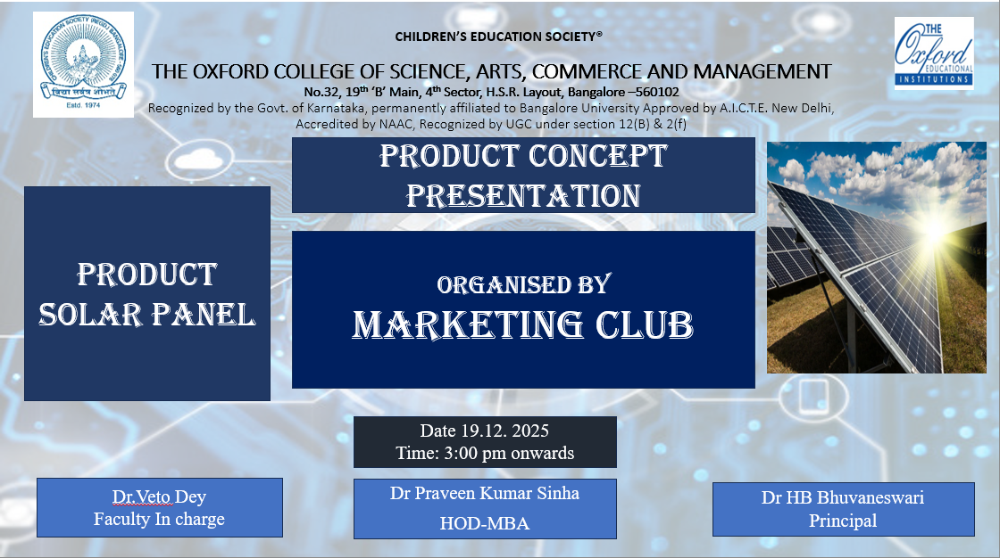 CHILDREN'S EDUCATION SOCIETY (REGD.) BANGALORE
विद्या सर्वत्र शोभते
Estd. 1974
CHILDREN'S EDUCATION SOCIETY®
THE OXFORD COLLEGE OF SCIENCE, ARTS, COMMERCE AND MANAGEMENT
No.32, 19th 'B' Main, 4th Sector, H.S.R. Layout, Bangalore –560102
Recognized by the Govt. of Karnataka, permanently affiliated to Bangalore University Approved by A.I.C.T.E. New Delhi,
Accredited by NAAC, Recognized by UGC under section 12(B) & 2(f)
THE
Oxford
EDUCATIONAL
INSTITUTIONS
PRODUCT CONCEPT
PRESENTATION
PRODUCT
SOLAR PANEL
ORGANISED BY
MARKETING CLUB
Date 19.12. 2025
Time: 3:00 pm onwards
Dr.Veto Dey
Faculty In charge
Dr Praveen Kumar Sinha
HOD-MBA
Dr HB Bhuvaneswari
Principal